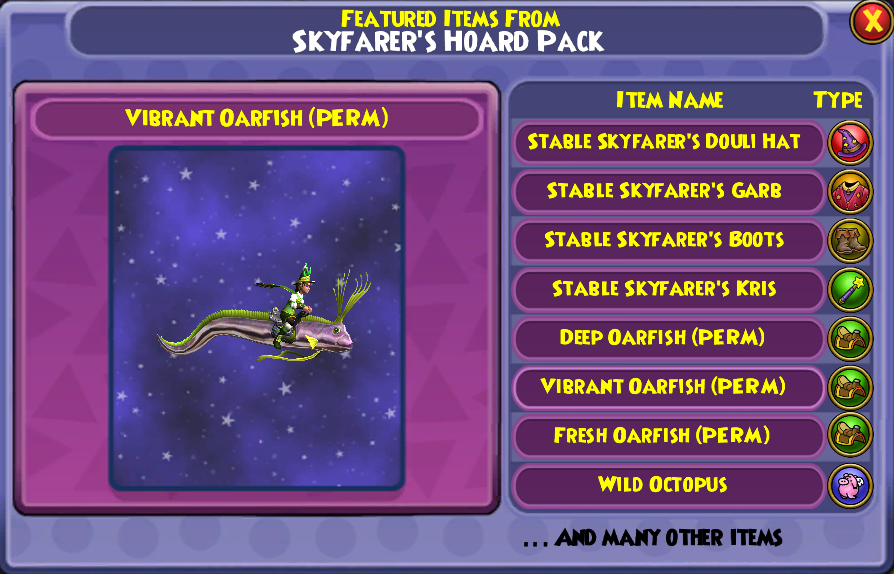 Featured Items From
Skyfarer's Hoard Pack
X
Vibrant Oarfish (PERM)
Item Name Type
Stable Skyfarer's Douli Hat
Stable Skyfarer's Garb
Stable Skyfarer's Boots
Stable Skyfarer's Kris
Deep Oarfish (PERM)
Vibrant Oarfish (PERM)
Fresh Oarfish (PERM)
Wild Octopus
... and many other items